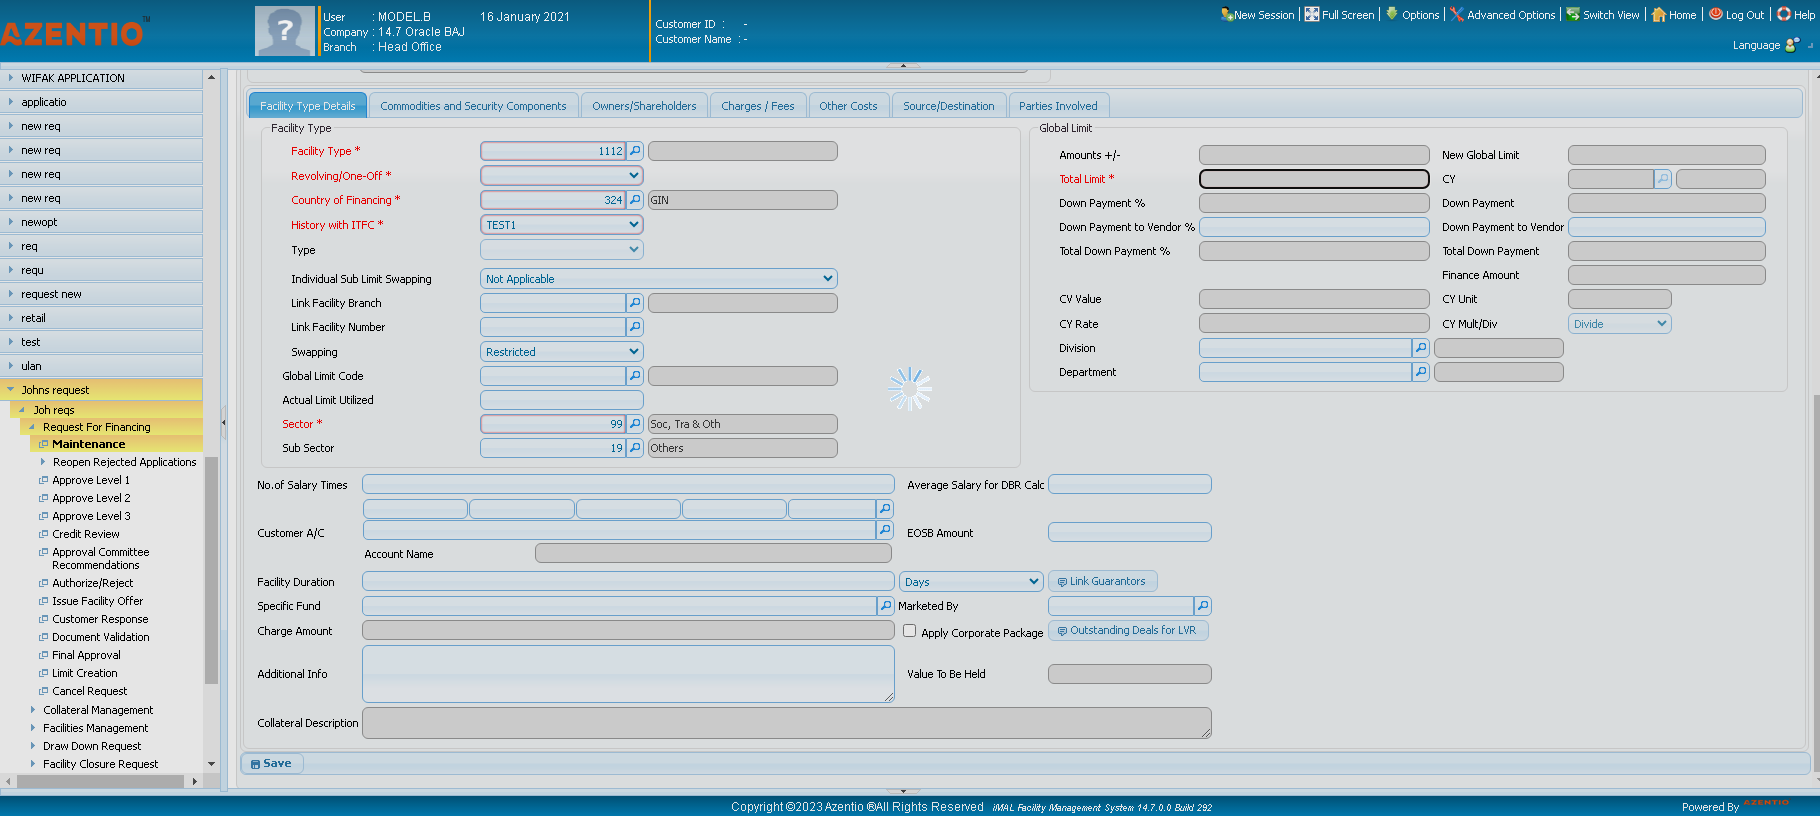 AZENTIO™
User : MODEL.B 16 January 2021
Company : 14.7 Oracle BAJ
Branch : Head Office
Customer ID : -
Customer Name : -
New Session Full Screen Options Advanced Options Switch View Home Log Out Help
Language
WIFAK APPLICATION
applicatio
new req
new req
new req
new req
newopt
req
requ
request new
retail
test
ulan
Johns request
Joh reqs
Request For Financing
Maintenance
Reopen Rejected Applications
Approve Level 1
Approve Level 2
Approve Level 3
Credit Review
Approval Committee
Recommendations
Authorize/Reject
Issue Facility Offer
Customer Response
Document Validation
Final Approval
Limit Creation
Cancel Request
Collateral Management
Facilities Management
Draw Down Request
Facility Closure Request
Facility Type Details Commodities and Security Components Owners/Shareholders Charges / Fees Other Costs Source/Destination Parties Involved
Facility Type
Facility Type * 1112
Revolving/One-Off *
Country of Financing * 324 GIN
History with ITFC * TEST1
Type
Individual Sub Limit Swapping Not Applicable
Link Facility Branch
Link Facility Number
Swapping Restricted
Global Limit Code
Actual Limit Utilized
Sector * 99 Soc, Tra & Oth
Sub Sector 19 Others
Global Limit
Amounts +/- New Global Limit
Total Limit * CY
Down Payment % Down Payment
Down Payment to Vendor % Down Payment to Vendor
Total Down Payment % Total Down Payment
Finance Amount
CV Value CY Unit
CY Rate CY Mult/Div Divide
Division
Department
No.of Salary Times Average Salary for DBR Calc
Customer A/C EOSB Amount
Account Name
Facility Duration Days Link Guarantors
Specific Fund Marketed By
Charge Amount Apply Corporate Package Outstanding Deals for LVR
Additional Info Value To Be Held
Collateral Description
Save
Copyright ©2023 Azentio ®All Rights Reserved iMAL Facility Management System 14.7.0.0 Build 292
Powered By AZENTIO